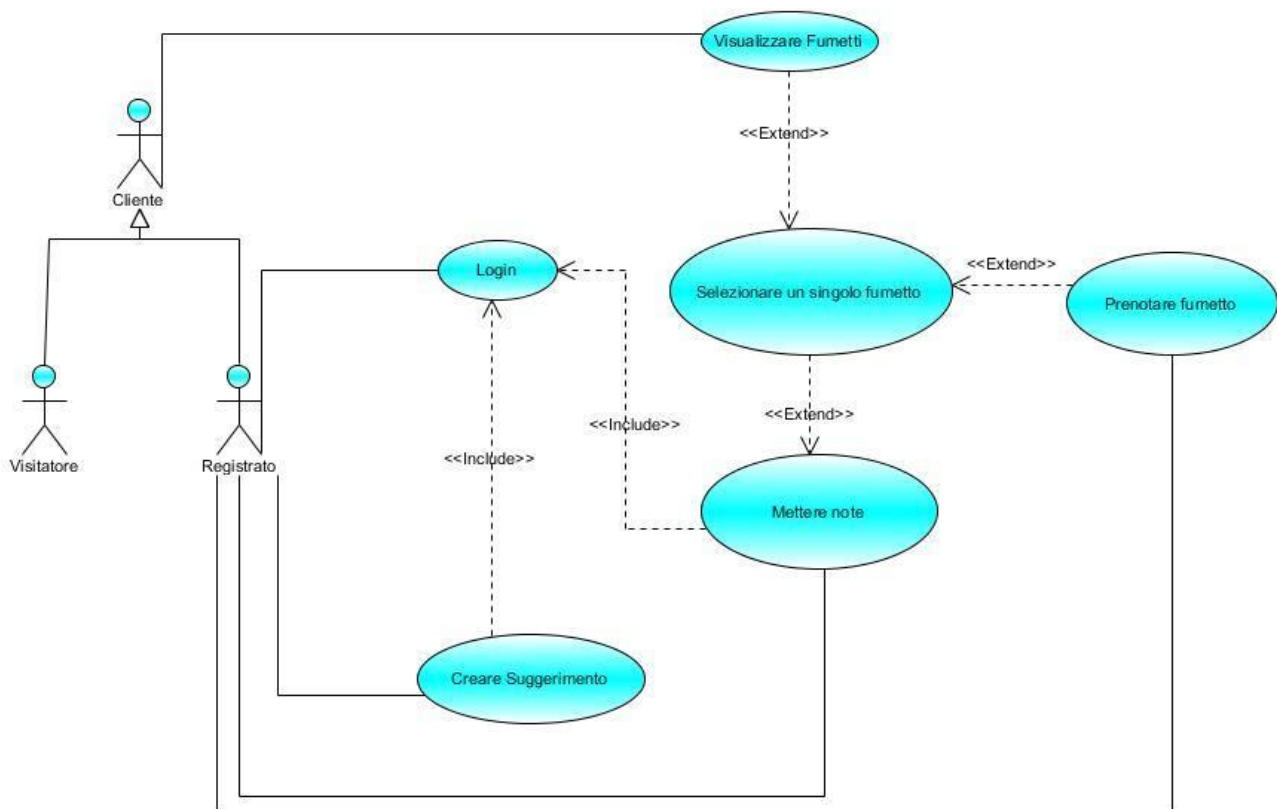 Visualizzare Fumetti
<<Extend>>
Cliente
Login
Selezionare un singolo fumetto
<<Extend>>
Prenotare fumetto
<<Extend>>
<<Include>>
<<Include>>
Visitatore
Registrato
Mettere note
Creare Suggerimento